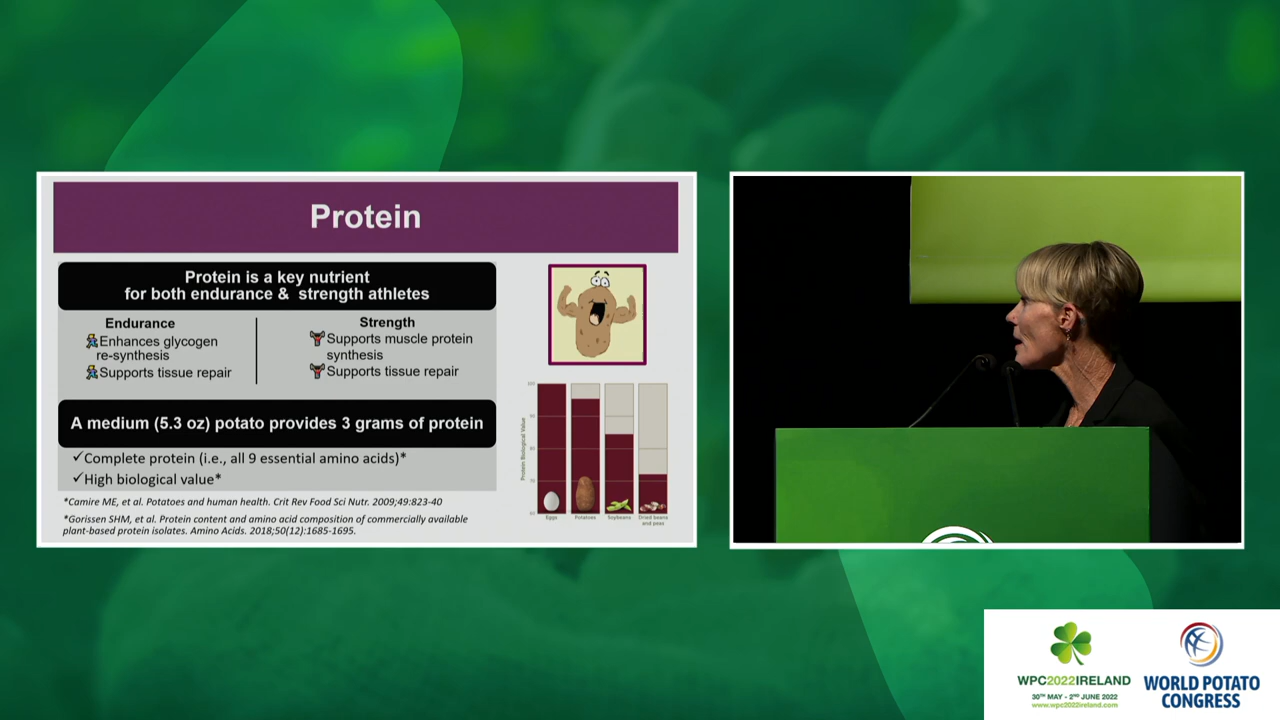 Protein
Protein is a key nutrient
for both endurance & strength athletes
Endurance
Enhances glycogen
re-synthesis
Supports tissue repair
Strength
Supports muscle protein
synthesis
Supports tissue repair
A medium (5.3 oz) potato provides 3 grams of protein
✓Complete protein (i.e., all 9 essential amino acids)*
✓High biological value*
*Camire ME, et al. Potatoes and human health. Crit Rev Food Sci Nutr. 2009;49:823-40
*Gorissen SHM, et al. Protein content and amino acid composition of commercially available
plant-based protein isolates. Amino Acids. 2018;50(12):1685-1695.
Protein Biological Value
Eggs
Potatoes
Soybeans
Dried beans
and peas
WPC2022IRELAND
30TH MAY - 2ND JUNE 2022
www.wpc2022ireland.com
WORLD POTATO
CONGRESS